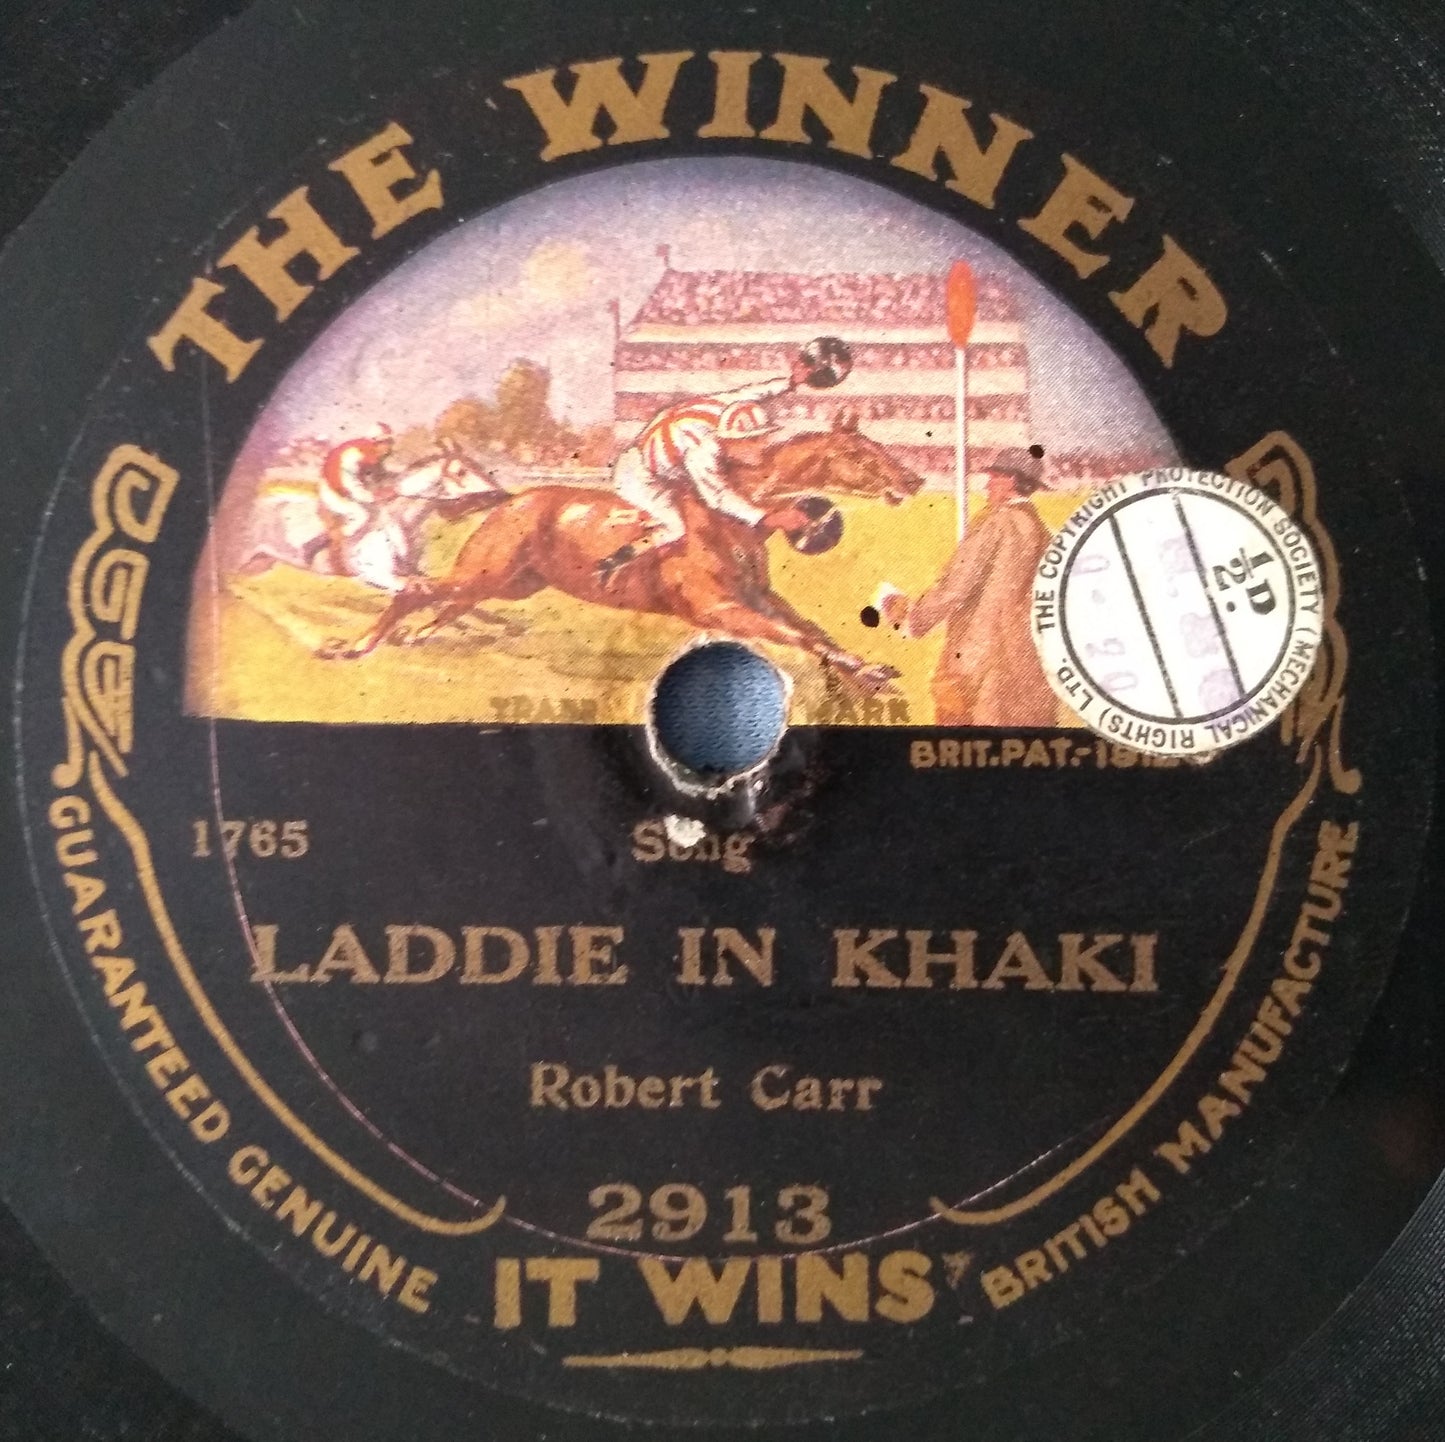 THE WINNER
THE COPYRIGHT PROTECTION SOCIETY (MECHANICAL RIGHTS) LTD.
½D.
MARK
BRIT.PAT.-
1765
Song
LADDIE IN KHAKI
Robert Carr
2913
IT WINS
GUARANTEED GENUINE
BRITISH MANUFACTURE